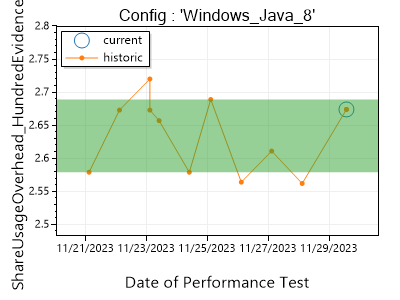 Config : 'Windows_Java_8'
ShareUsageOverhead_HundredEvidence
2.8
2.75
2.7
2.65
2.6
2.55
2.5
current
historic
11/21/2023
11/23/2023
11/25/2023
11/27/2023
11/29/2023
Date of Performance Test